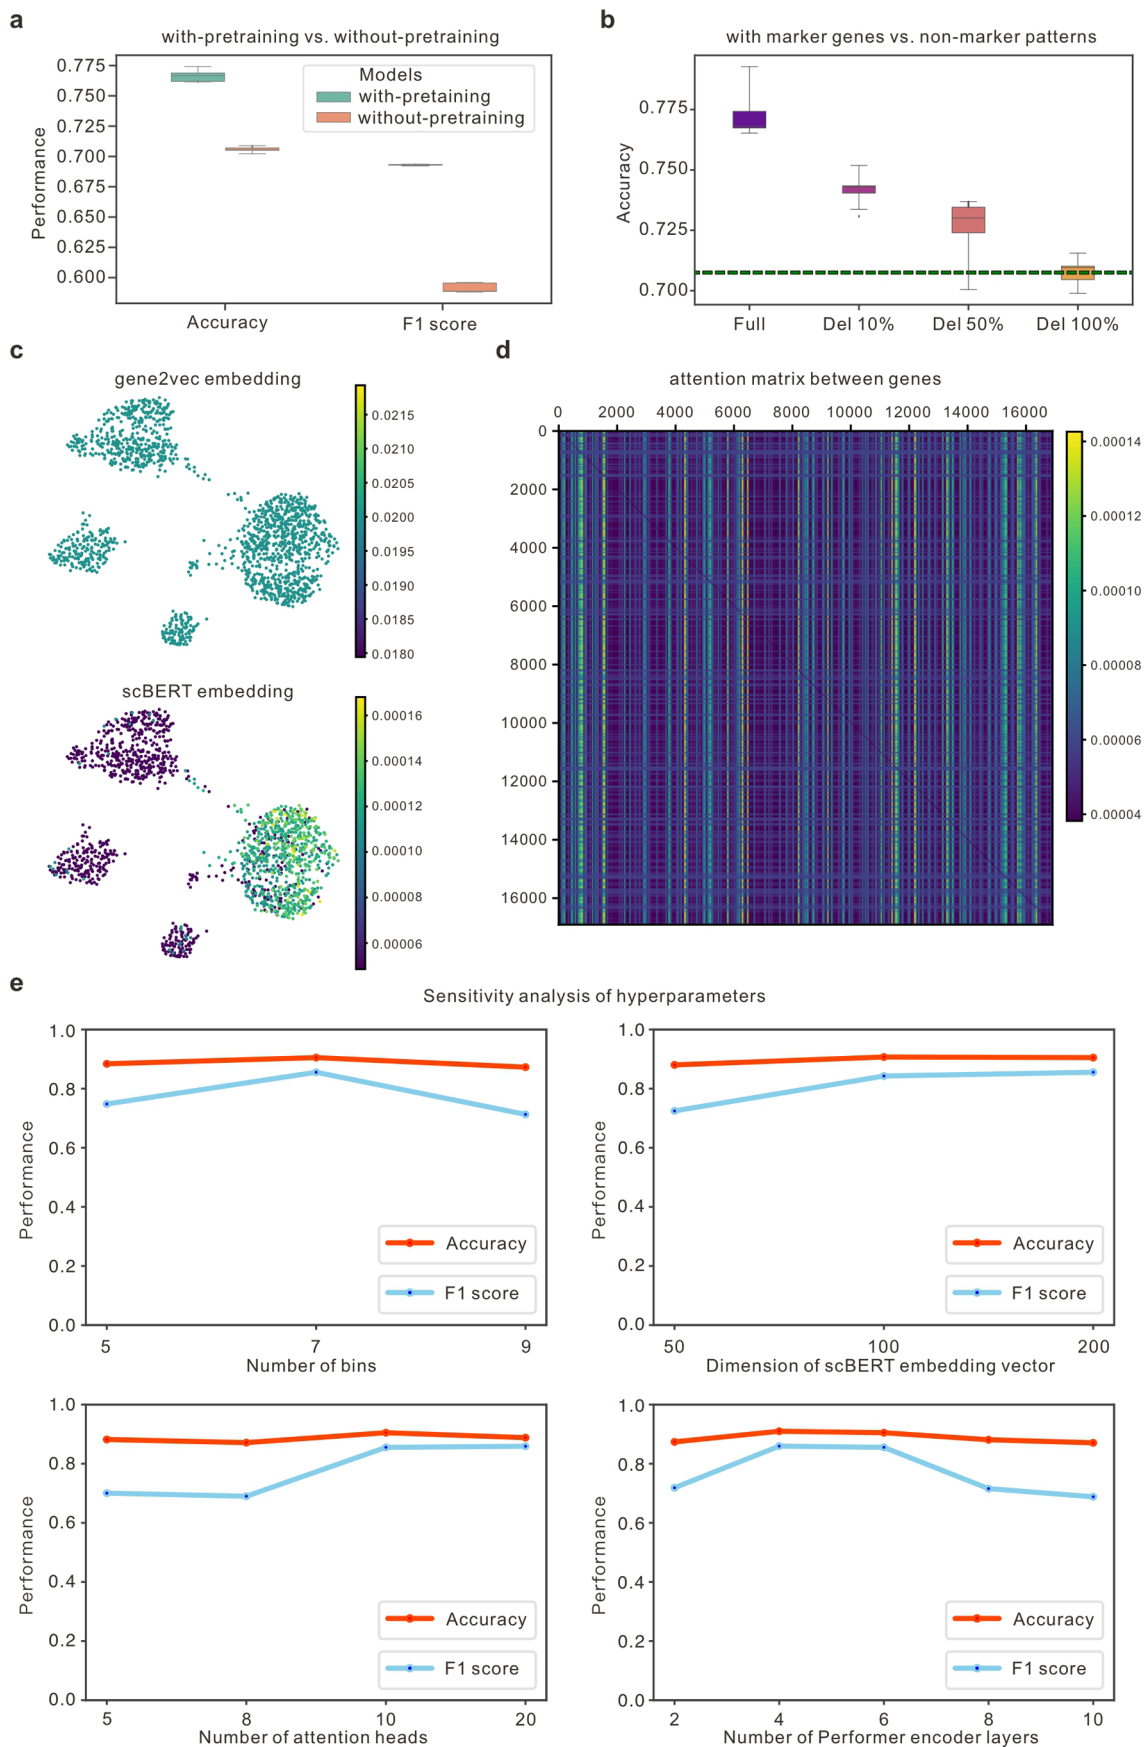 a
with-pretraining vs. without-pretraining
Performance
0.775
0.750
0.725
0.700
0.675
0.650
0.625
0.600
Models
with-pretaining
without-pretraining
Accuracy
F1 score
b
with marker genes vs. non-marker patterns
Accuracy
0.775
0.750
0.725
0.700
Full
Del 10%
Del 50%
Del 100%
c
gene2vec embedding
0.0215
0.0210
0.0205
0.0200
0.0195
0.0190
0.0185
0.0180
scBERT embedding
0.00016
0.00014
0.00012
0.00010
0.00008
0.00006
d
attention matrix between genes
0 2000 4000 6000 8000 10000 12000 14000 16000
0
2000
4000
6000
8000
10000
12000
14000
16000
0.00014
0.00012
0.00010
0.00008
0.00006
0.00004
e
Sensitivity analysis of hyperparameters
Performance
1.0
0.8
0.6
0.4
0.2
0.0
Accuracy
F1 score
5 7 9
Number of bins
Performance
1.0
0.8
0.6
0.4
0.2
0.0
Accuracy
F1 score
50 100 200
Dimension of scBERT embedding vector
Performance
1.0
0.8
0.6
0.4
0.2
0.0
Accuracy
F1 score
5 8 10 20
Number of attention heads
Performance
1.0
0.8
0.6
0.4
0.2
0.0
Accuracy
F1 score
2 4 6 8 10
Number of Performer encoder layers